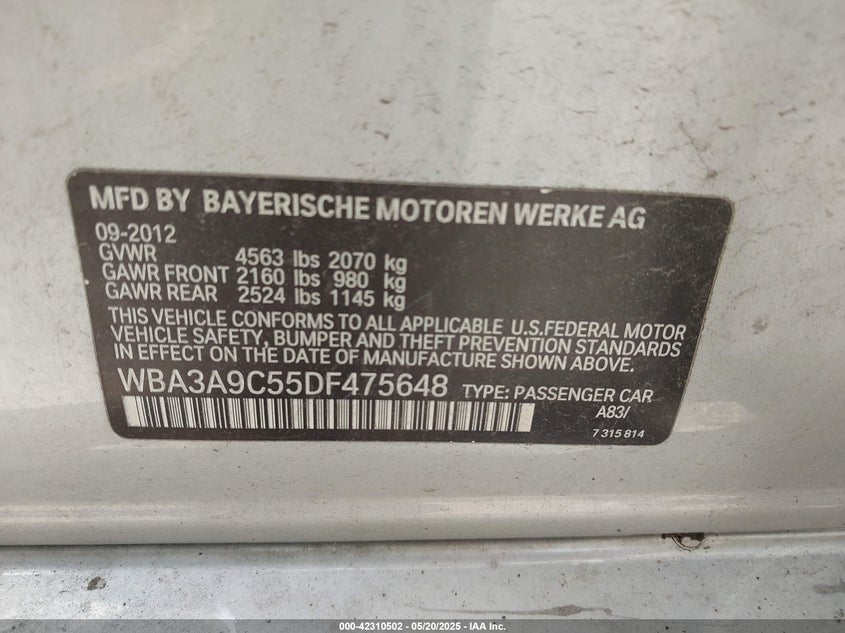 MFD BY BAYERISCHE MOTOREN WERKE AG
09-2012
GVWR 4563 lbs 2070 kg
GAWR FRONT 2160 lbs 980 kg
GAWR REAR 2524 lbs 1145 kg
THIS VEHICLE CONFORMS TO ALL APPLICABLE U.S.FEDERAL MOTOR
VEHICLE SAFETY, BUMPER AND THEFT PREVENTION STANDARDS
IN EFFECT ON THE DATE OF MANUFACTURE SHOWN ABOVE.
WBA3A9C55DF475648 TYPE: PASSENGER CAR
A83/
7 315 814
000-42310502 — 05/20/2025 — IAA Inc.